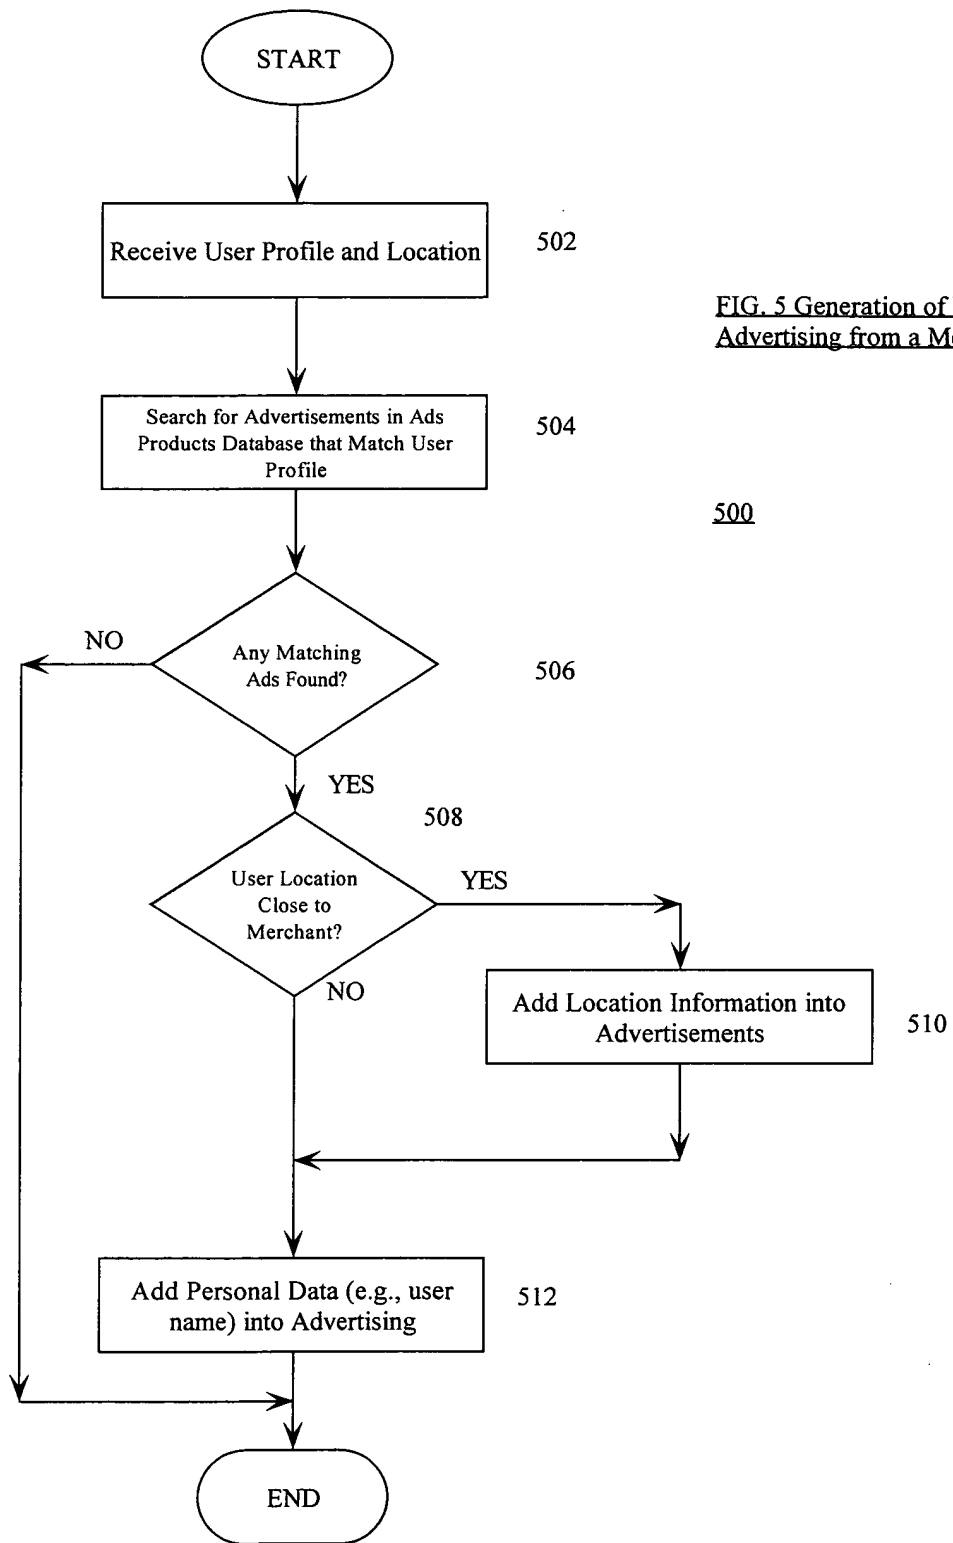 START
Receive User Profile and Location
502
FIG. 5 Generation of
Advertising from a
Search for Advertisements in Ads
Products Database that Match User
Profile
504
500
NO
Any Matching
Ads Found?
506
YES
508
User Location
Close to
Merchant?
YES
NO
Add Location Information into
Advertisements
510
Add Personal Data (e.g., user
name) into Advertising
512
END